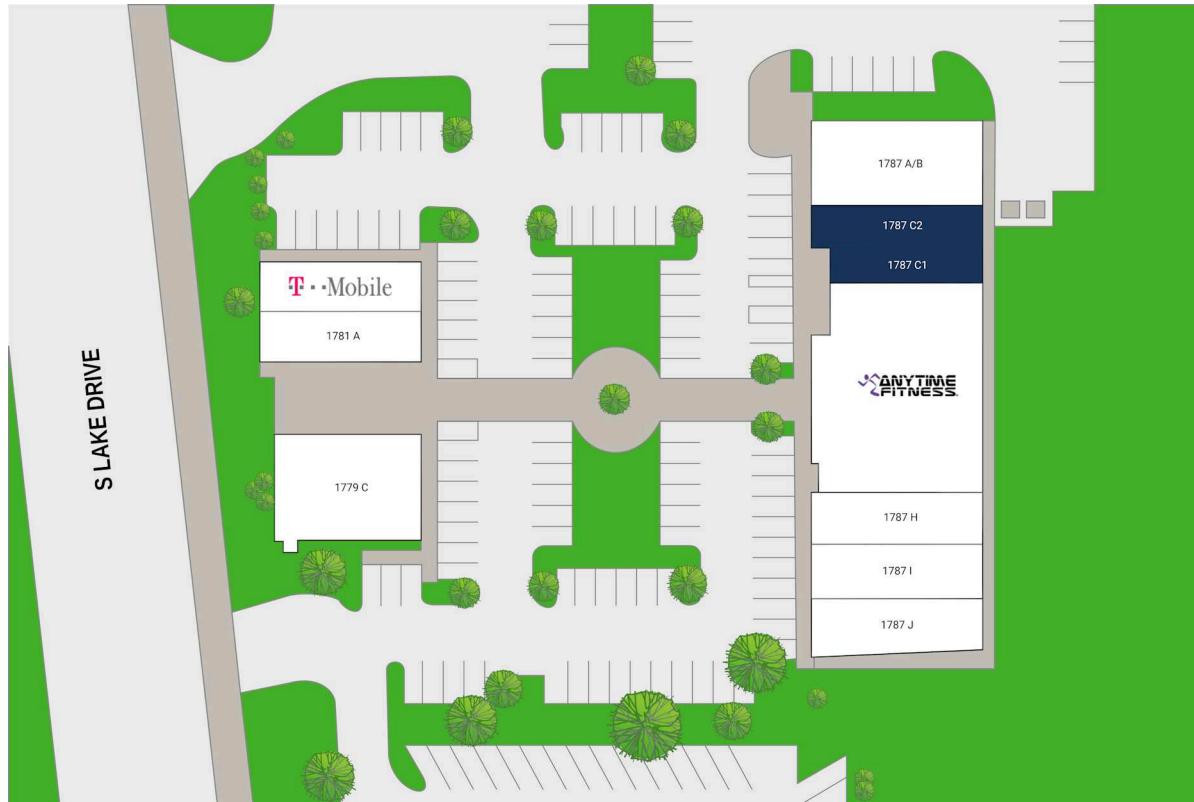 1787 A/B
1787 C2
1787 C1
T··Mobile
1781 A
S LAKE DRIVE
ANYTIME
FITNESS
1779 C
1787 H
1787 I
1787 J